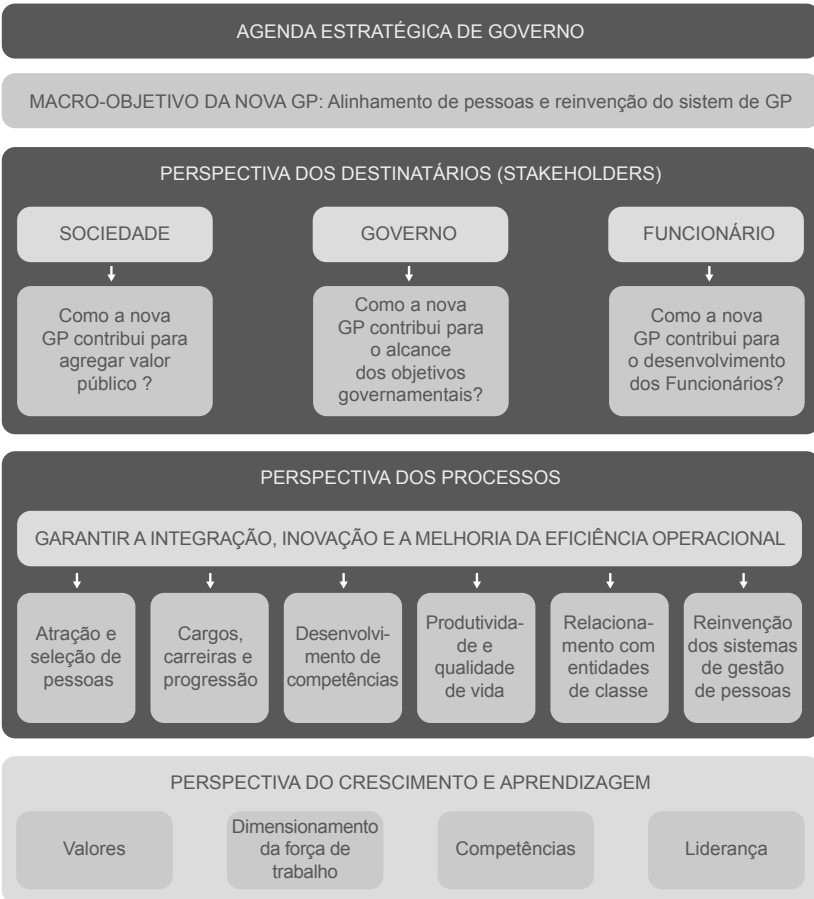 AGENDA ESTRATÉGICA DE GOVERNO
MACRO-OBJETIVO DA NOVA GP: Alinhamento de pessoas e reinvenção do sistem de GP
PERSPECTIVA DOS DESTINATÁRIOS (STAKEHOLDERS)
SOCIEDADE
Como a nova
GP contribui para
agregar valor
público ?
GOVERNO
Como a nova
GP contribui para
o alcance
dos objetivos
governamentais?
FUNCIONÁRIO
Como a nova
GP contribui para
o desenvolvimento
dos Funcionários?
PERSPECTIVA DOS PROCESSOS
GARANTIR A INTEGRAÇÃO, INOVAÇÃO E A MELHORIA DA EFICIÊNCIA OPERACIONAL
Atração e
seleção de
pessoas
Cargos,
carreiras e
progressão
Desenvolvi-
mento de
competências
Produtivida-
de e
qualidade
de vida
Relaciona-
mento com
entidades
de classe
Reinvenção
dos sistemas
de gestão
de pessoas
PERSPECTIVA DO CRESCIMENTO E APRENDIZAGEM
Valores
Dimensionamento
da força de
trabalho
Competências
Liderança